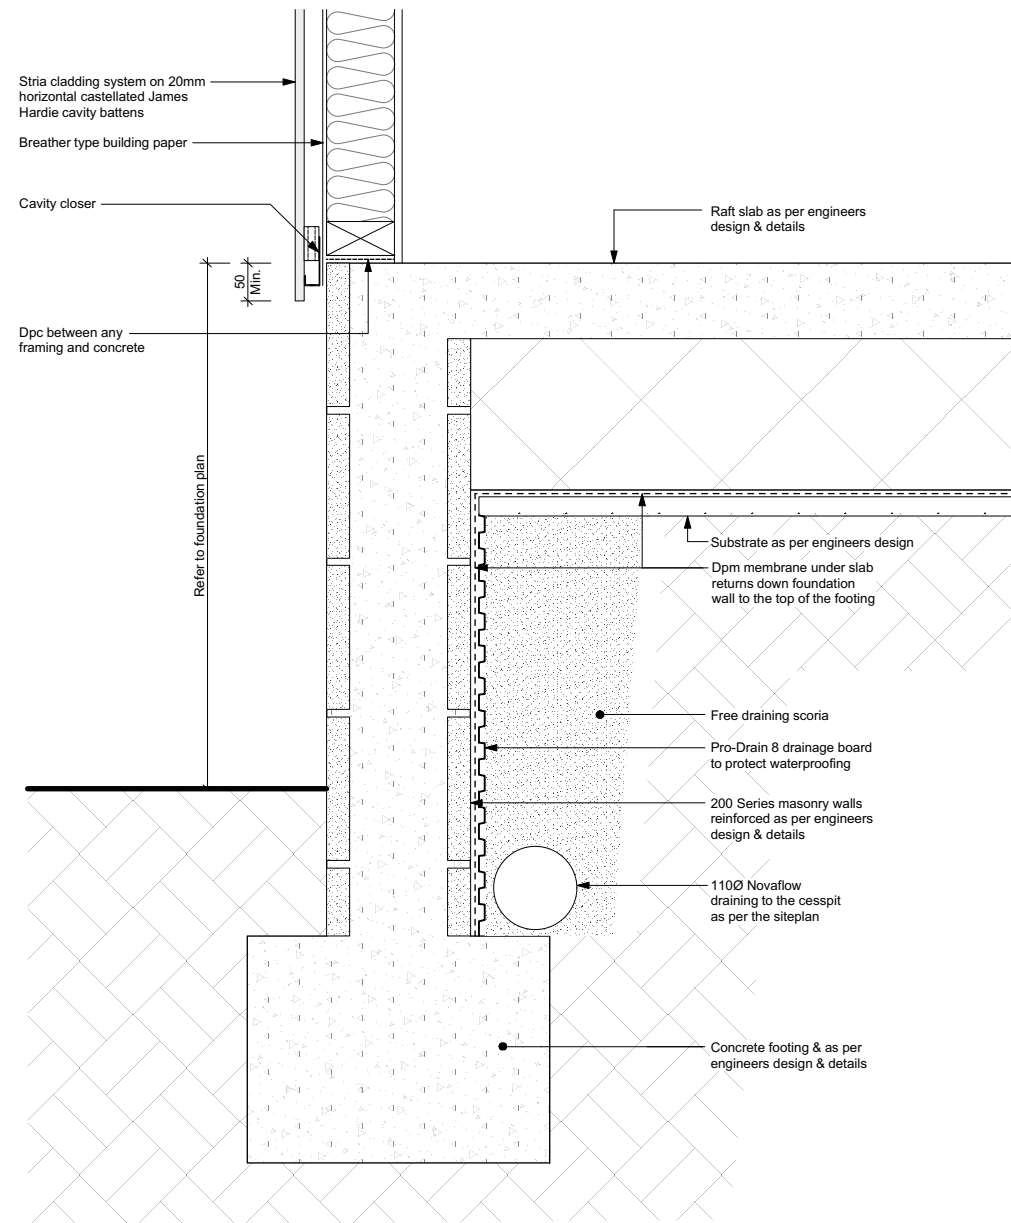 Stria cladding system on 20mm
horizontal castellated James
Hardie cavity battens
Breather type building paper
Cavity closer
50
Min.
Dpc between any
framing and concrete
Refer to foundation plan
Raft slab as per engineers
design & details
Substrate as per engineers design
Dpm membrane under slab
returns down foundation
wall to the top of the footing
Free draining scoria
Pro-Drain 8 drainage board
to protect waterproofing
200 Series masonry walls
reinforced as per engineers
design & details
110Ø Novaflow
draining to the cesspit
as per the siteplan
Concrete footing & as per
engineers design & details